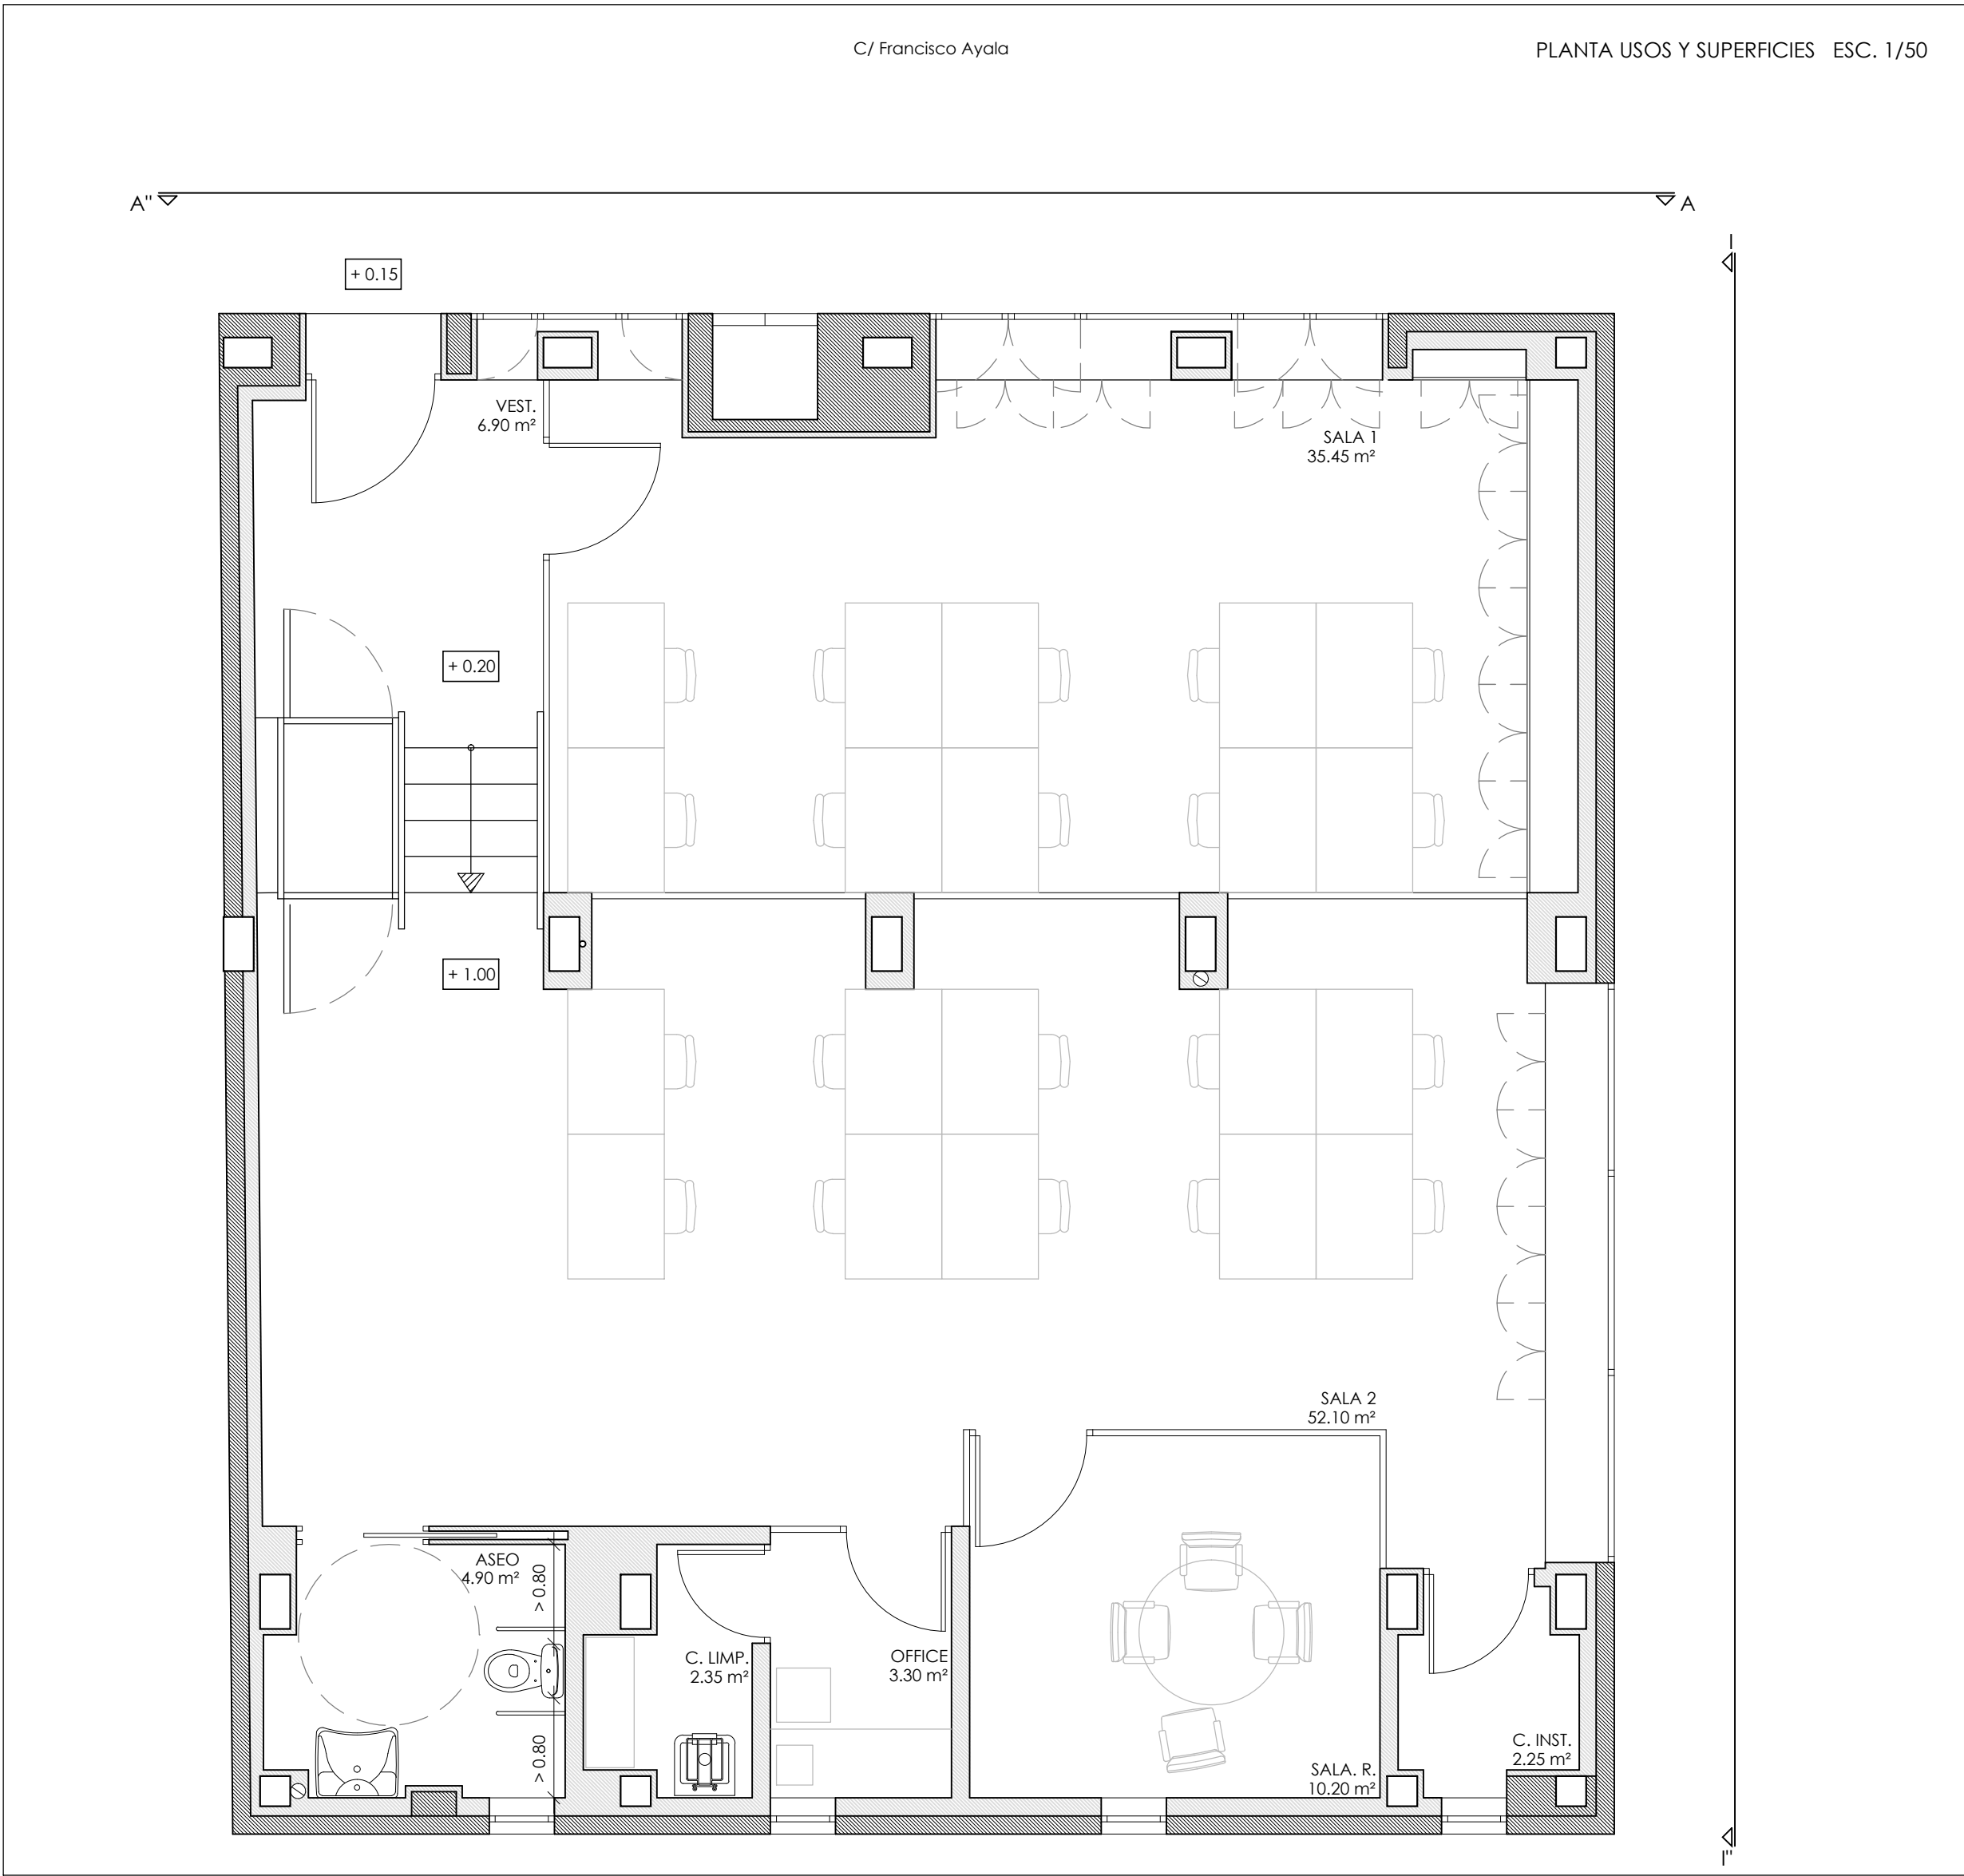 C/ Francisco Ayala
PLANTA USOS Y SUPERFICIES ESC. 1/50
A"
A
I
+ 0.15
VEST.
6.90 m²
SALA 1
35.45 m²
+ 0.20
+ 1.00
SALA 2
52.10 m²
ASEO
4.90 m²
> 0.80
C. LIMP.
2.35 m²
OFFICE
3.30 m²
> 0.80
C. INST.
2.25 m²
SALA. R.
10.20 m²
I"